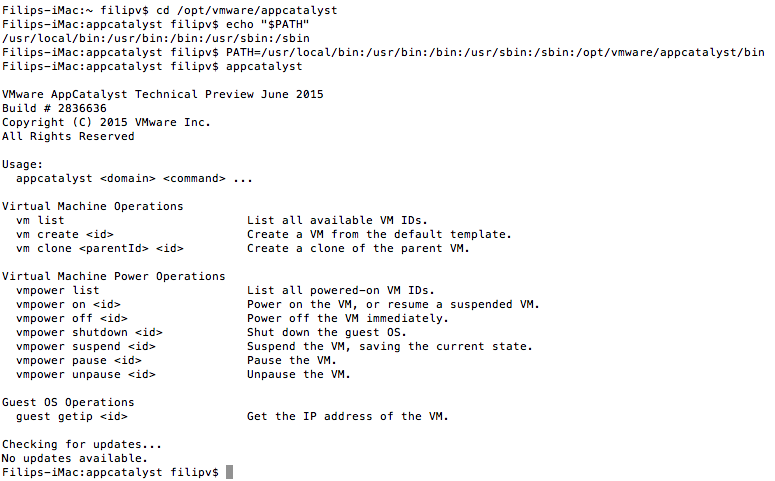 Filips-iMac:~ filipv$ cd /opt/vmware/appcatalyst
Filips-iMac:appcatalyst filipv$ echo "$PATH"
/usr/local/bin:/usr/bin:/bin:/usr/sbin:/sbin
Filips-iMac:appcatalyst filipv$ PATH=/usr/local/bin:/usr/bin:/bin:/usr/sbin:/sbin:/opt/vmware/appcatalyst/bin
Filips-iMac:appcatalyst filipv$ appcatalyst

VMware AppCatalyst Technical Preview June 2015
Build # 2836636
Copyright (C) 2015 VMware Inc.
All Rights Reserved

Usage:
  appcatalyst <domain> <command> ...

Virtual Machine Operations
  vm list                          List all available VM IDs.
  vm create <id>                   Create a VM from the default template.
  vm clone <parentId> <id>         Create a clone of the parent VM.

Virtual Machine Power Operations
  vmpower list                     List all powered-on VM IDs.
  vmpower on <id>                  Power on the VM, or resume a suspended VM.
  vmpower off <id>                 Power off the VM immediately.
  vmpower shutdown <id>            Shut down the guest OS.
  vmpower suspend <id>             Suspend the VM, saving the current state.
  vmpower pause <id>               Pause the VM.
  vmpower unpause <id>             Unpause the VM.

Guest OS Operations
  guest getip <id>                 Get the IP address of the VM.

Checking for updates...
No updates available.
Filips-iMac:appcatalyst filipv$